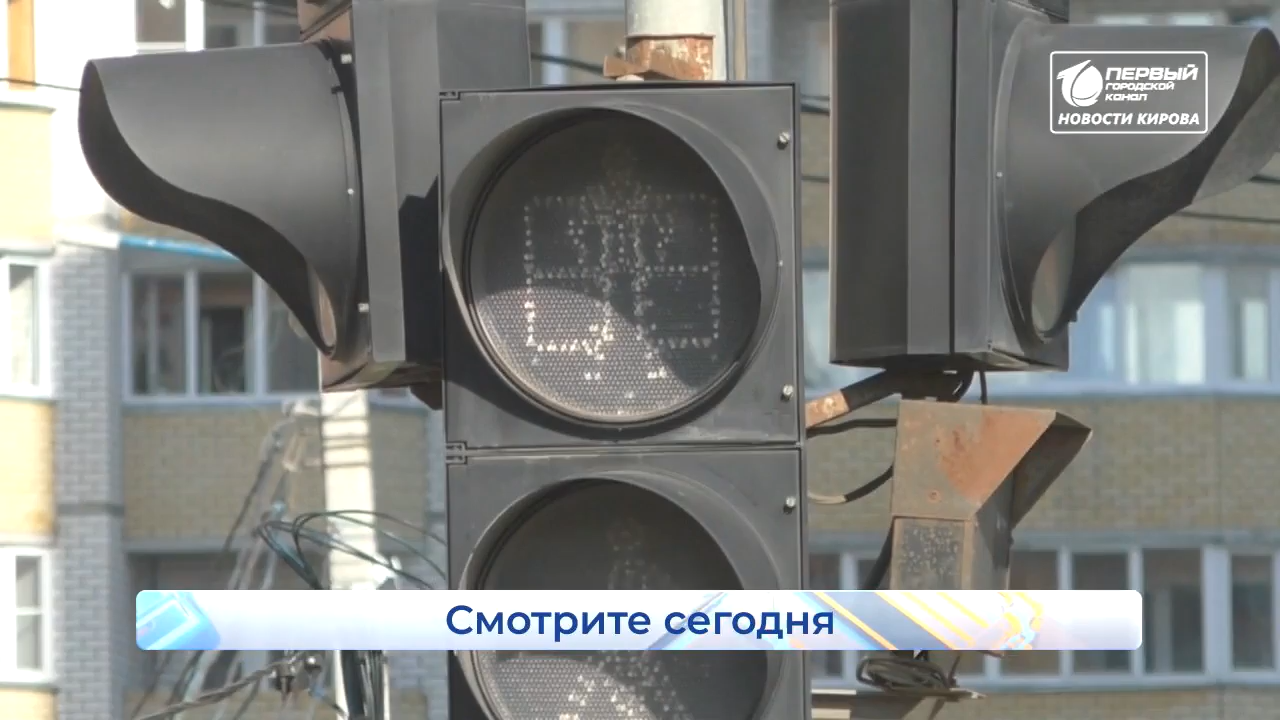 ПЕРВЫЙ
ГОРОДСКОЙ
КАНАЛ
НОВОСТИ КИРОВА
Смотрите сегодня